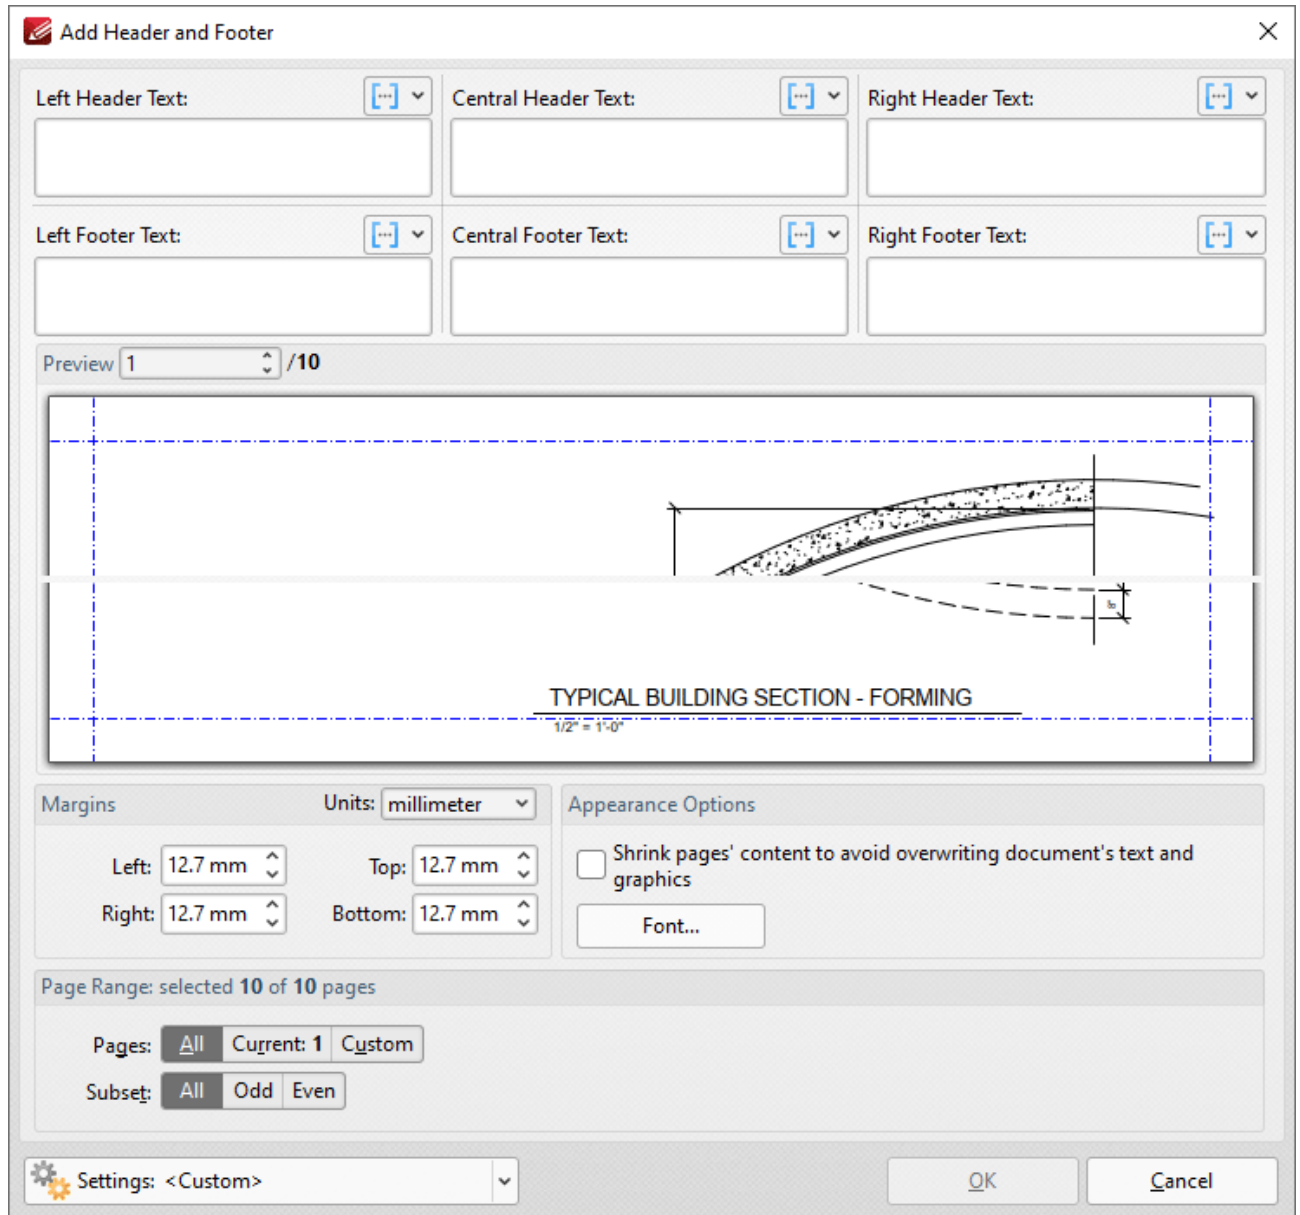 Add Header and Footer
Left Header Text:
Central Header Text:
Right Header Text:
Left Footer Text:
Central Footer Text:
Right Footer Text:
Preview 1 /10
8"
TYPICAL BUILDING SECTION - FORMING
1/2" = 1'-0"
Margins
Units: millimeter
Appearance Options
Left: 12.7 mm
Top: 12.7 mm
Shrink pages' content to avoid overwriting document's text and
graphics
Right: 12.7 mm
Bottom: 12.7 mm
Font...
Page Range: selected 10 of 10 pages
Pages: All Current: 1 Custom
Subset: All Odd Even
Settings: <Custom>
OK
Cancel